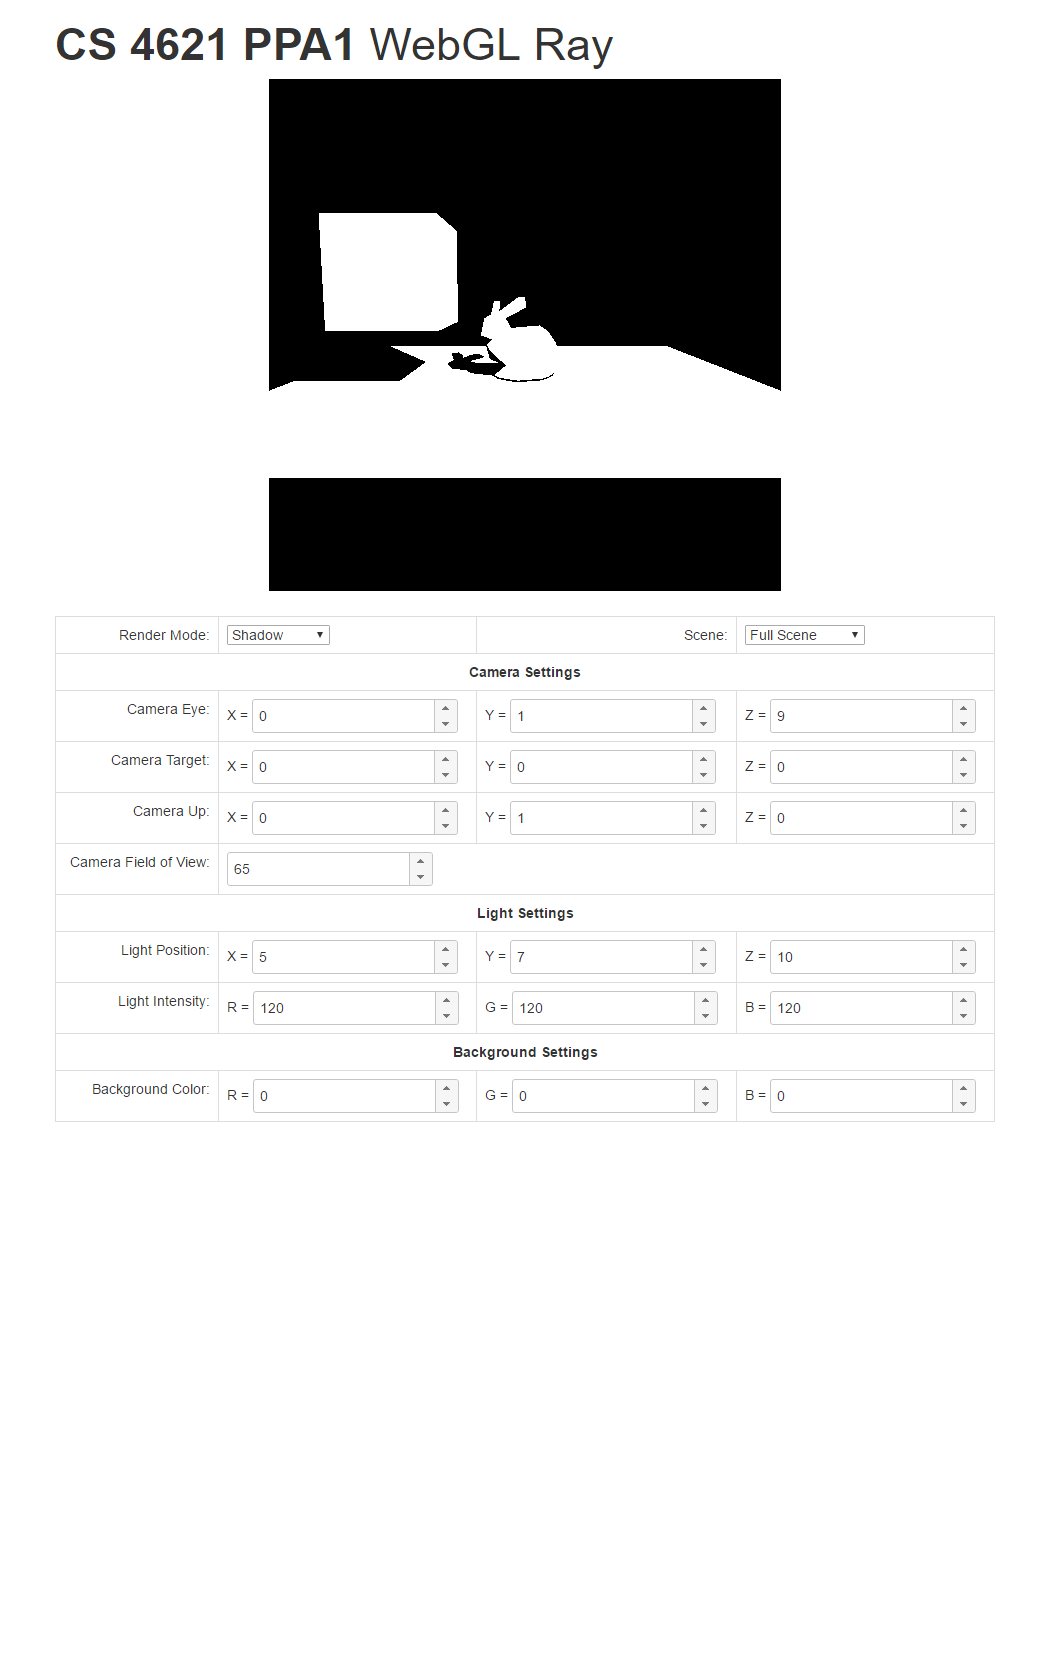 CS 4621 PPA1 WebGL Ray
Render Mode: Shadow Scene: Full Scene
Camera Settings
Camera Eye: X = 0 Y = 1 Z = 9
Camera Target: X = 0 Y = 0 Z = 0
Camera Up: X = 0 Y = 1 Z = 0
Camera Field of View: 65
Light Settings
Light Position: X = 5 Y = 7 Z = 10
Light Intensity: R = 120 G = 120 B = 120
Background Settings
Background Color: R = 0 G = 0 B = 0